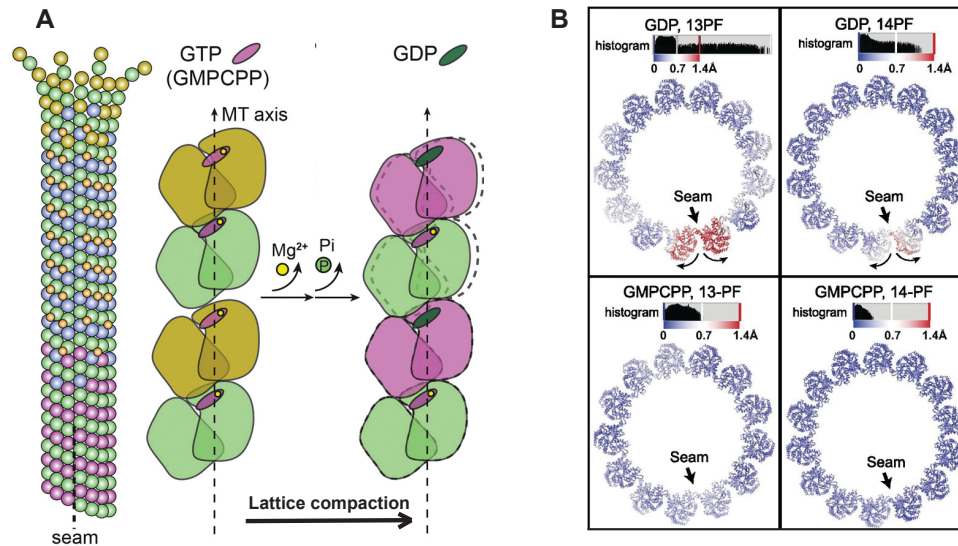 A
GTP
(GMPCPP)
GDP
MT axis
Mg²⁺
Pi
P
Lattice compaction
seam
B
GDP, 13PF
histogram
0 0.7 1.4Å
Seam
GDP, 14PF
histogram
0 0.7 1.4Å
Seam
GMPCPP, 13-PF
histogram
0 0.7 1.4Å
Seam
GMPCPP, 14-PF
histogram
0 0.7 1.4Å
Seam